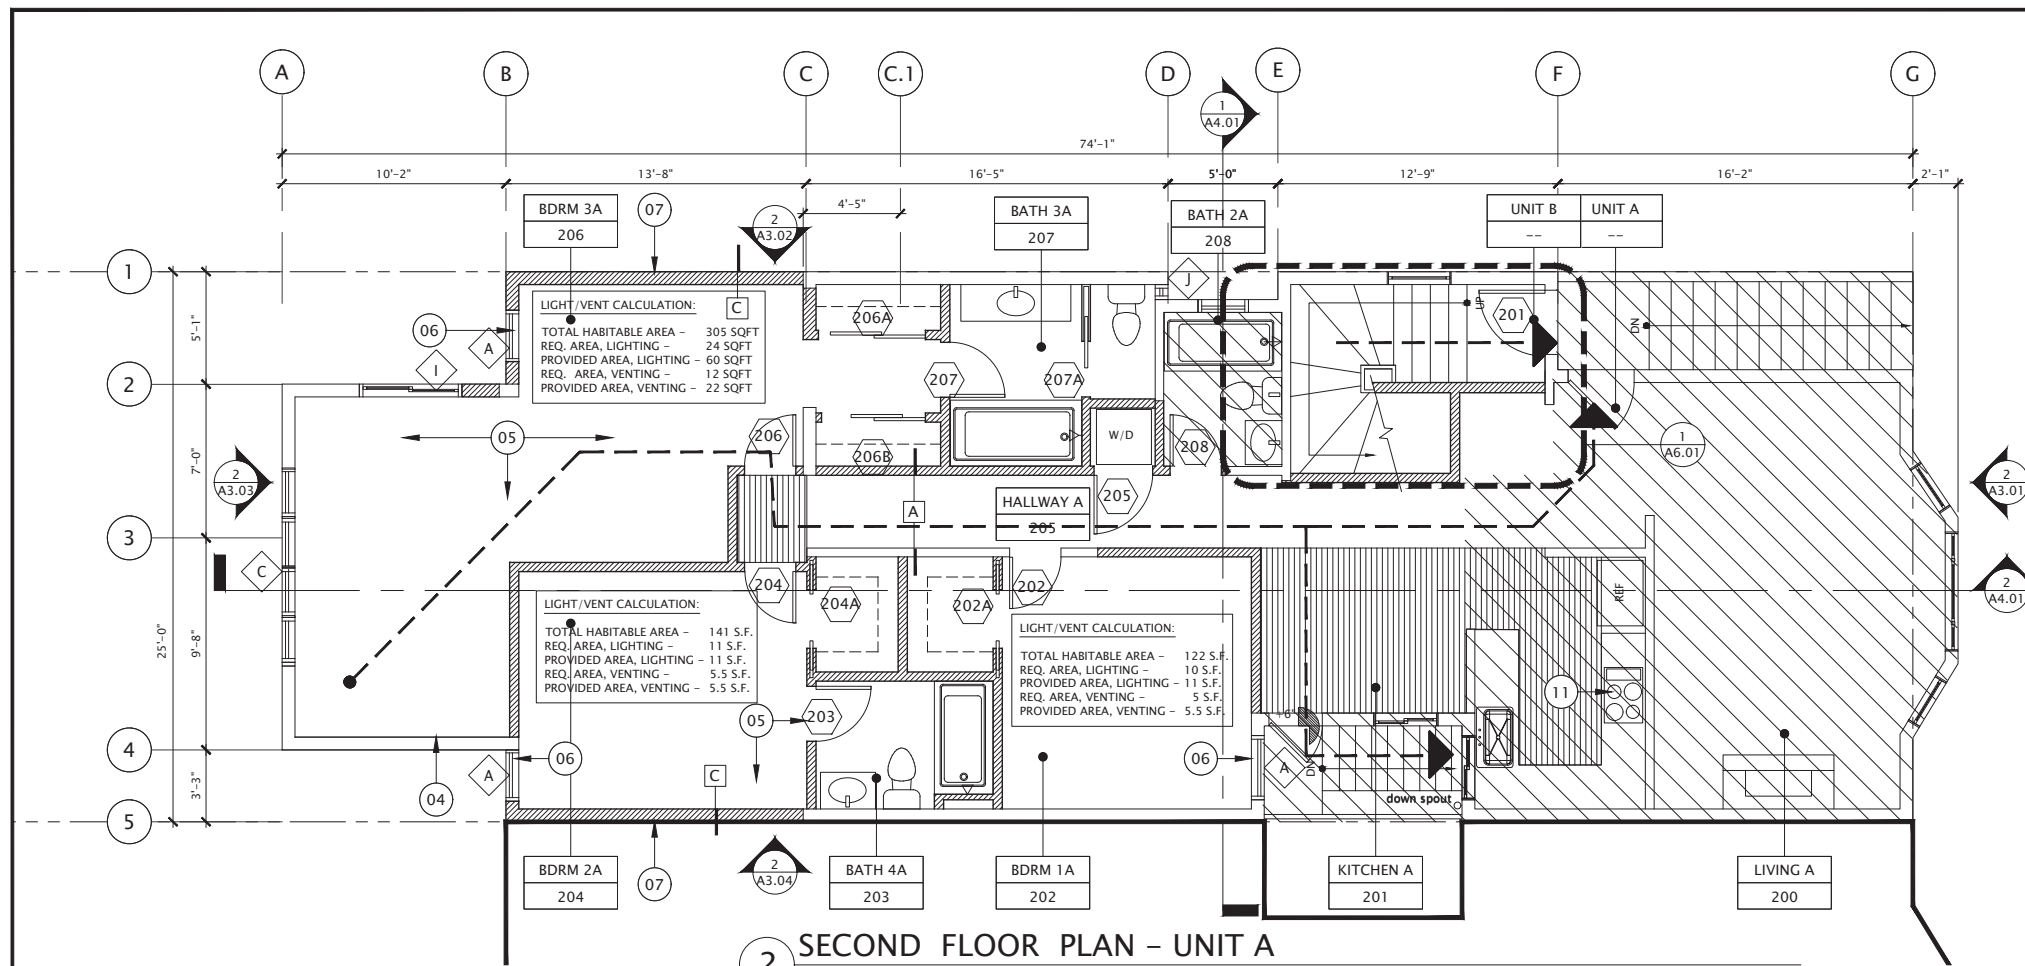 A B C C.1 D E F G
1
A4.01
74'-1"
10'-2" 13'-8" 16'-5" 5'-0" 12'-9" 16'-2" 2'-1"
4'-5"
BDRM 3A
206
07
2
A3.02
BATH 3A
207
BATH 2A
208
UNIT B UNIT A
-- --
1
J
C
LIGHT/VENT CALCULATION:
TOTAL HABITABLE AREA - 305 SQFT
REQ. AREA, LIGHTING - 24 SQFT
PROVIDED AREA, LIGHTING - 60 SQFT
REQ. AREA, VENTING - 12 SQFT
PROVIDED AREA, VENTING - 22 SQFT
206A
UP
201
DN
5'-1"
06
A
I
2
207
207A
05
206
206B
W/D
208
1
A6.01
7'-0"
2
A3.03
2
A3.01
HALLWAY A
205
205
A
3
C
25'-0"
9'-8"
204
204A
202A
202
REF
2
A4.01
LIGHT/VENT CALCULATION:
TOTAL HABITABLE AREA - 141 S.F.
REQ. AREA, LIGHTING - 11 S.F.
PROVIDED AREA, LIGHTING - 11 S.F.
REQ. AREA, VENTING - 5.5 S.F.
PROVIDED AREA, VENTING - 5.5 S.F.
LIGHT/VENT CALCULATION:
TOTAL HABITABLE AREA - 122 S.F.
REQ. AREA, LIGHTING - 10 S.F.
PROVIDED AREA, LIGHTING - 11 S.F.
REQ. AREA, VENTING - 5 S.F.
PROVIDED AREA, VENTING - 5.5 S.F.
11
05
203
+6"
4
06
06
A
A
DN
C
3'-3"
04
down spout
5
BDRM 2A
204
07
2
A3.04
BATH 4A
203
BDRM 1A
202
KITCHEN A
201
LIVING A
200
2 SECOND FLOOR PLAN - UNIT A